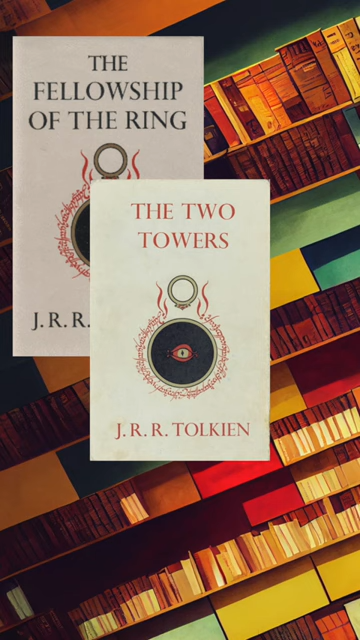 THE
FELLOWSHIP
OF THE RING
J. R. R.
THE TWO
TOWERS
J. R. R. TOLKIEN